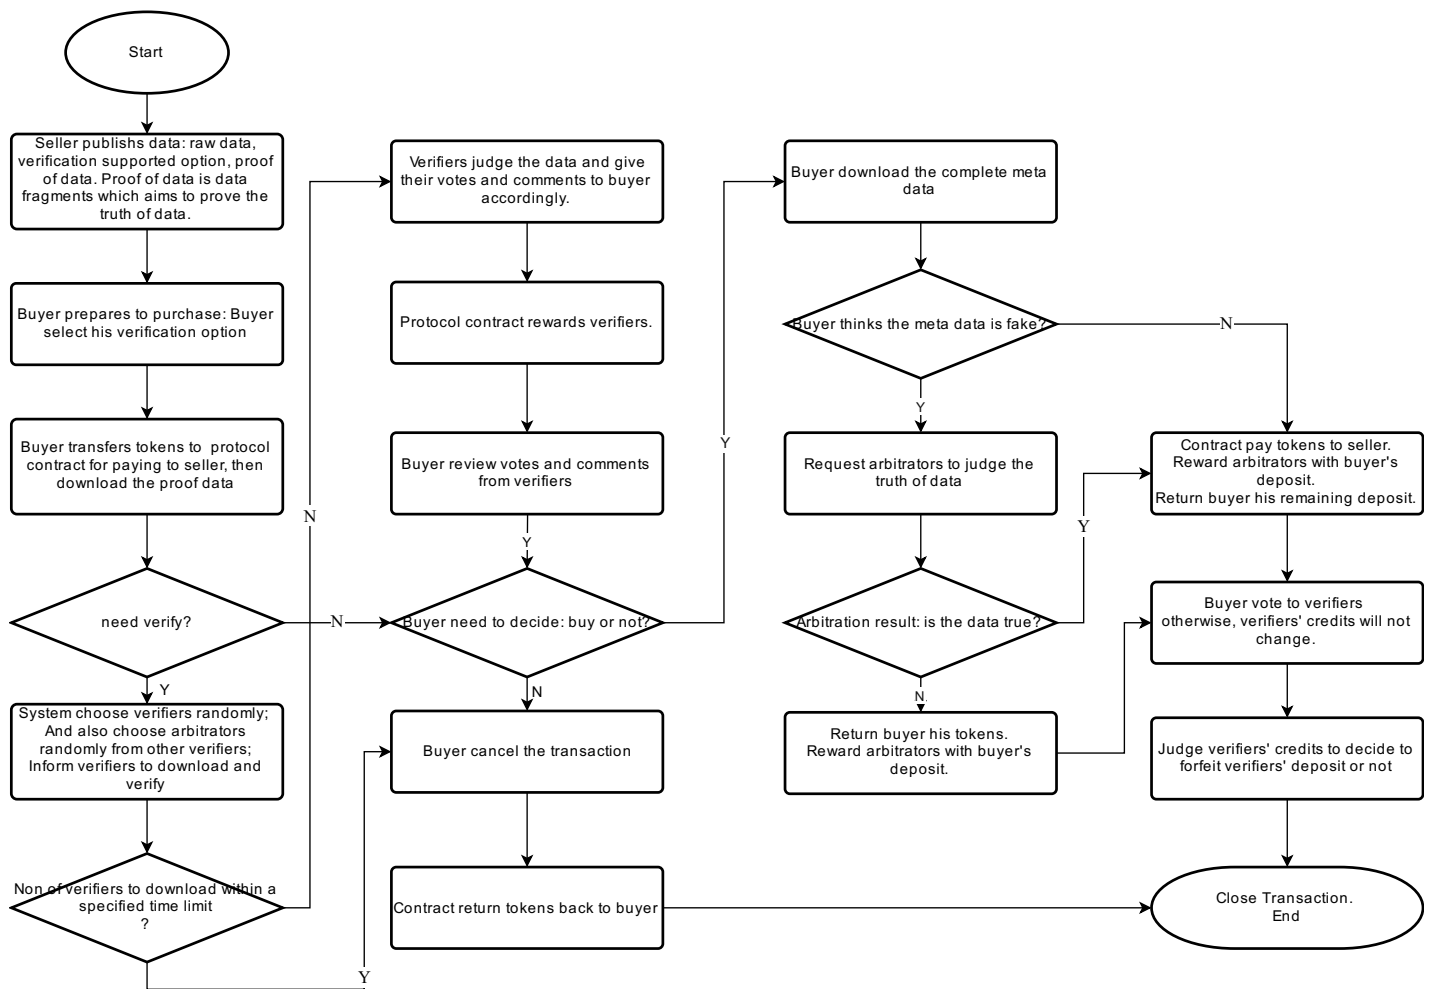 Start
Seller publishs data: raw data,
verification supported option, proof
of data. Proof of data is data
fragments which aims to prove the
truth of data.
Buyer prepares to purchase: Buyer
select his verification option
Buyer transfers tokens to  protocol
contract for paying to seller, then
download the proof data
need verify?
N
Y
System choose verifiers randomly;
And also choose arbitrators
randomly from other verifiers;
Inform verifiers to download and
verify
Non of verifiers to download within a
specified time limit
?
N
Y
Verifiers judge the data and give
their votes and comments to buyer
accordingly.
Protocol contract rewards verifiers.
Buyer review votes and comments
from verifiers
Y
Buyer need to decide: buy or not?
Y
N
Buyer cancel the transaction
Contract return tokens back to buyer
Buyer download the complete meta
data
Buyer thinks the meta data is fake?
N
Y
Request arbitrators to judge the
truth of data
Arbitration result: is the data true?
Y
N.
Return buyer his tokens.
Reward arbitrators with buyer's
deposit.
Contract pay tokens to seller.
Reward arbitrators with buyer's
deposit.
Return buyer his remaining deposit.
Buyer vote to verifiers
otherwise, verifiers' credits will not
change.
Judge verifiers' credits to decide to
forfeit verifiers' deposit or not
Close Transaction.
End